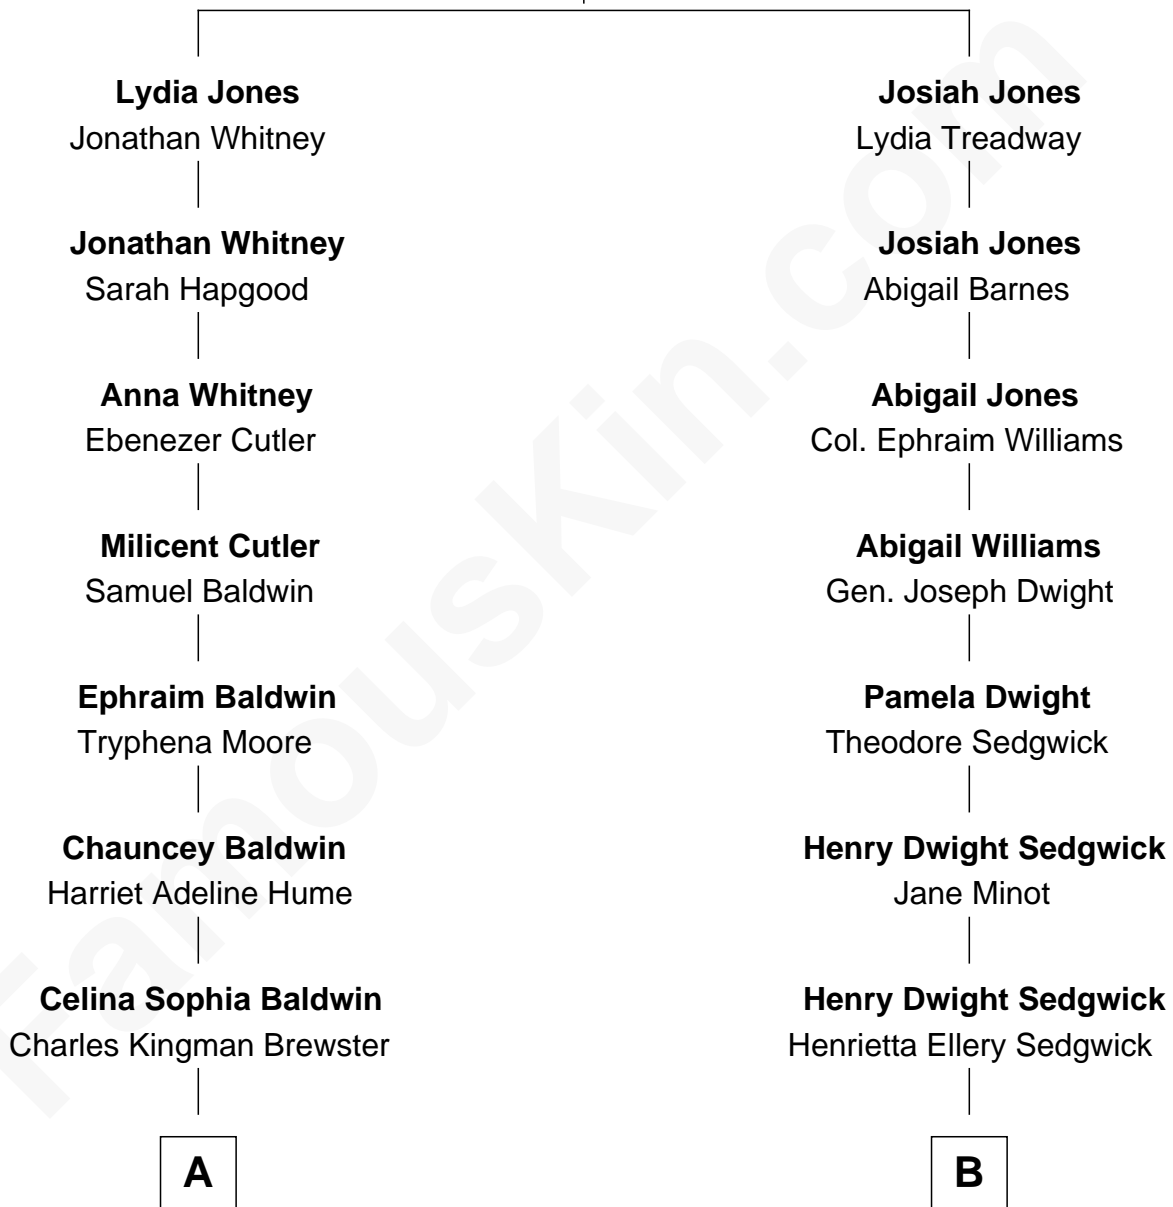 Lydia Jones
Jonathan Whitney
Jonathan Whitney
Sarah Hapgood
Anna Whitney
Ebenezer Cutler
Milicent Cutler
Samuel Baldwin
Ephraim Baldwin
Tryphena Moore
Chauncey Baldwin
Harriet Adeline Hume
Celina Sophia Baldwin
Charles Kingman Brewster
A
Josiah Jones
Lydia Treadway
Josiah Jones
Abigail Barnes
Abigail Jones
Col. Ephraim Williams
Abigail Williams
Gen. Joseph Dwight
Pamela Dwight
Theodore Sedgwick
Henry Dwight Sedgwick
Jane Minot
Henry Dwight Sedgwick
Henrietta Ellery Sedgwick
B
FamousKin.com